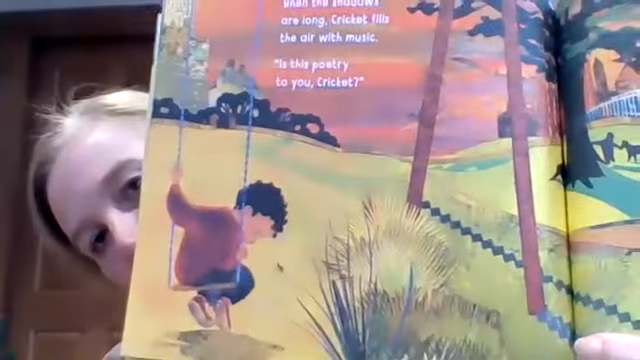 when the shadows
are long, Cricket fills
the air with music.
"Is this poetry
to you, Cricket?"